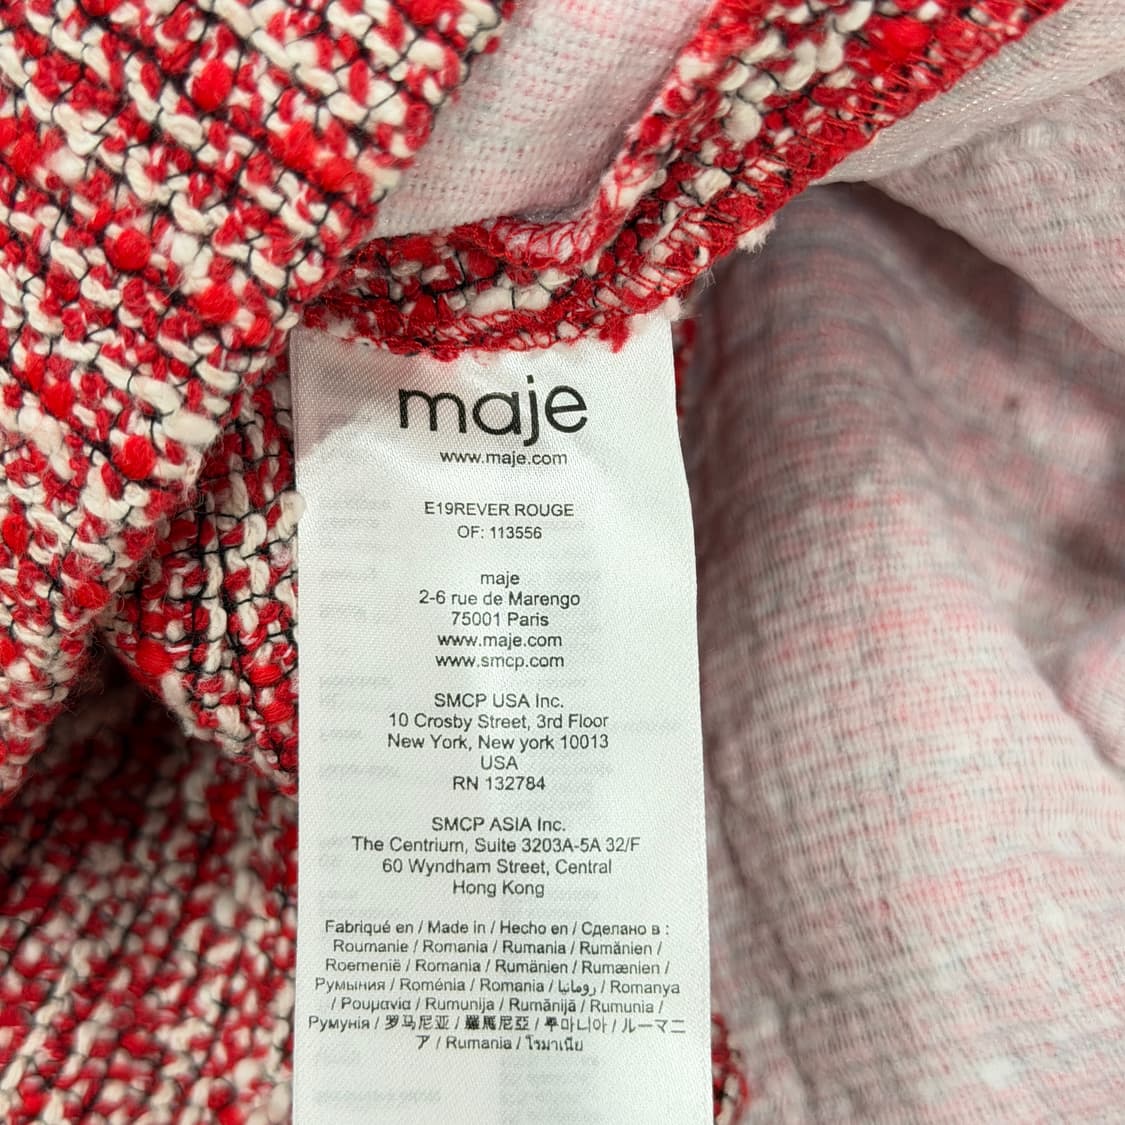 maje
www.maje.com
E19REVER ROUGE
OF: 113556
maje
2-6 rue de Marengo
75001 Paris
www.maje.com
www.smcp.com
SMCP USA Inc.
10 Crosby Street, 3rd Floor
New York, New york 10013
USA
RN 132784
SMCP ASIA Inc.
The Centrium, Suite 3203A-5A 32/F
60 Wyndham Street, Central
Hong Kong
Fabriqué en / Made in / Hecho en / Сделано в :
Roumanie / Romania / Rumania / Rumänien /
Roemenië / Romania / Rumänien / Rumænien /
Румыния / Roménia / Romania / رومانيا / Romanya
/ Ρουμανία / Rumunija / Rumānijā / Rumunia /
Румунія / 罗马尼亚 / 羅馬尼亞 / 루마니아 / ルーマニ
ア / Rumania / โรมาเนีย